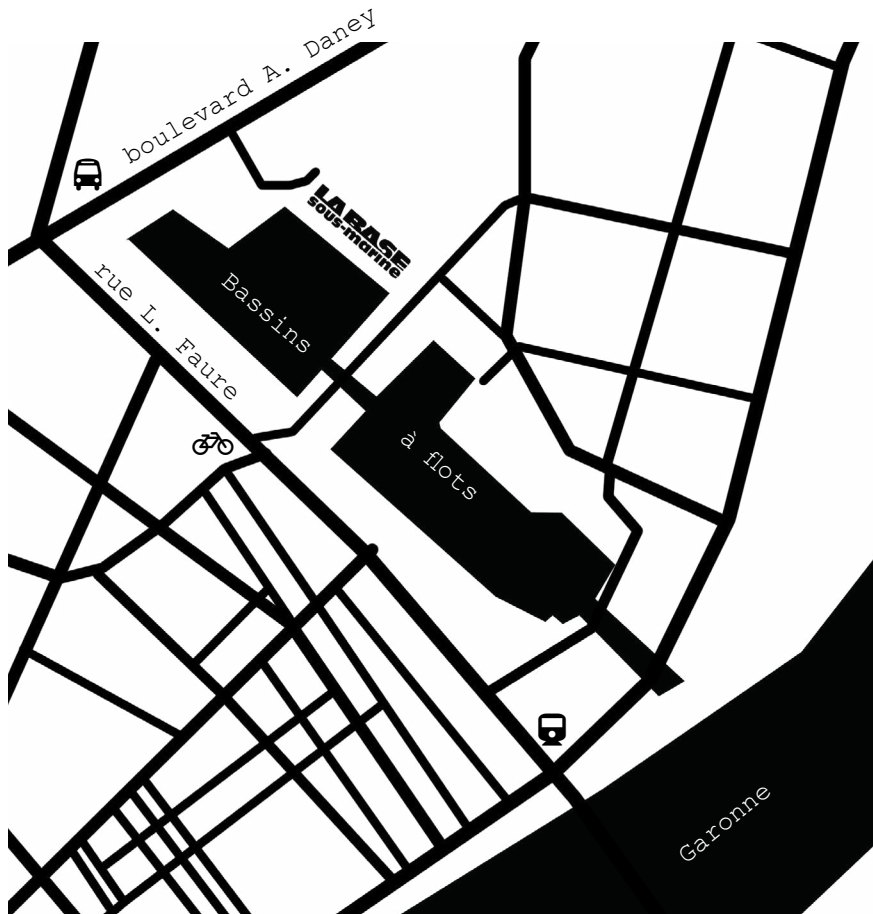 boulevard A. Daney
LA BASE
sous-marine
rue L. Faure
Bassins
à flots
Garonne